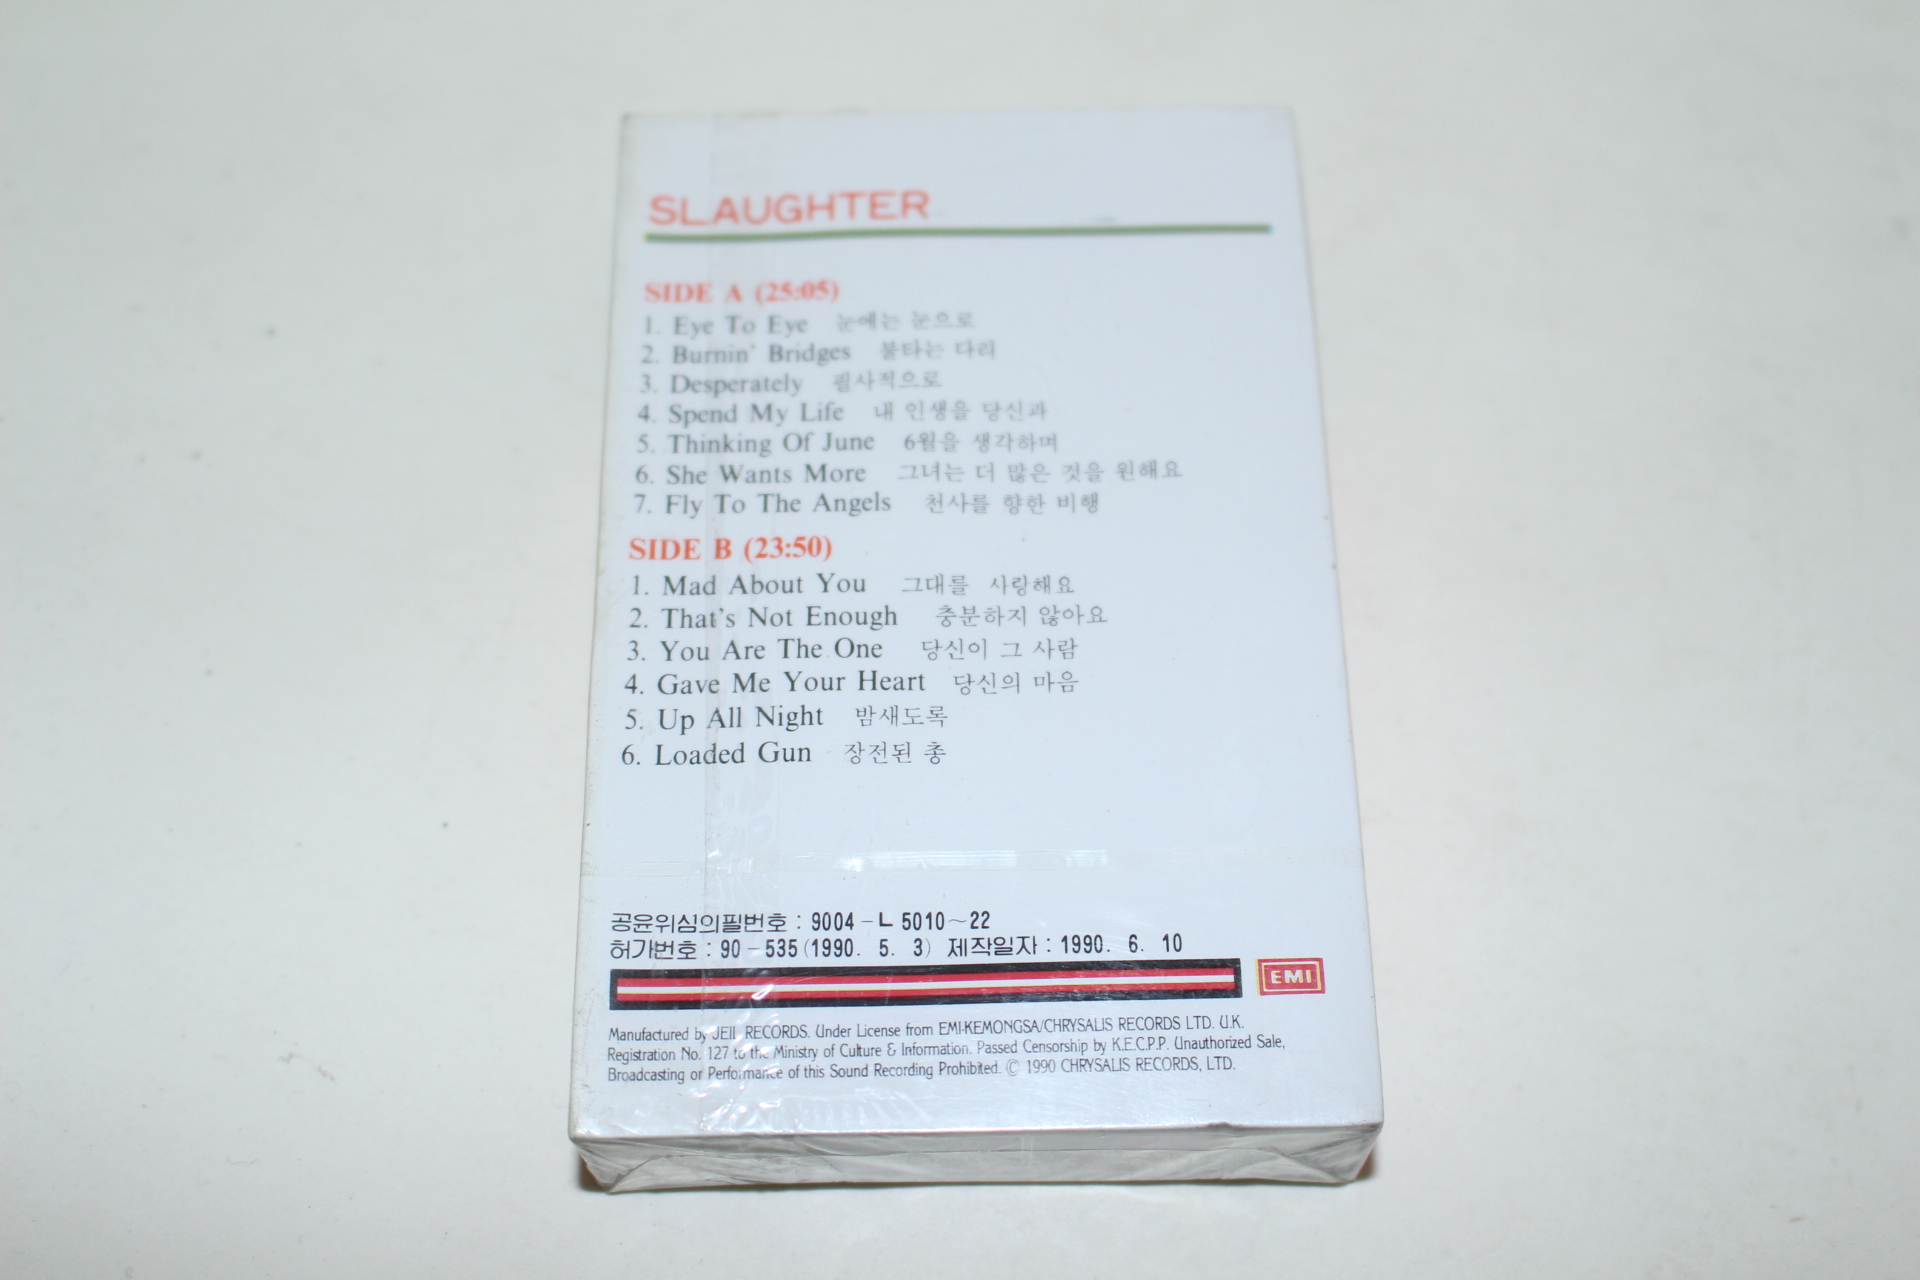 SLAUGHTER
SIDE A (25:05)
1. Eye To Eye 눈에는 눈으로
2. Burnin' Bridges 불타는 다리
3. Desperately 필사적으로
4. Spend My Life 내 인생을 당신과
5. Thinking Of June 6월을 생각하며
6. She Wants More 그녀는 더 많은 것을 원해요
7. Fly To The Angels 천사를 향한 비행
SIDE B (23:50)
1. Mad About You 그대를 사랑해요
2. That's Not Enough 충분하지 않아요
3. You Are The One 당신이 그 사람
4. Gave Me Your Heart 당신의 마음
5. Up All Night 밤새도록
6. Loaded Gun 장전된 총
공윤위심의필번호 : 9004-ㄴ5010~22
허가번호 : 90-535 (1990. 5. 3) 제작일자 : 1990. 6. 10
EMI
Manufactured by JEIL RECORDS. Under License from EMI-KEMONGSA/CHRYSALIS RECORDS LTD. U.K.
Registration No. 127 to the Ministry of Culture & Information. Passed Censorship by K.E.C.P.P. Unauthorized Sale,
Broadcasting or Performance of this Sound Recording Prohibited. © 1990 CHRYSALIS RECORDS, LTD.